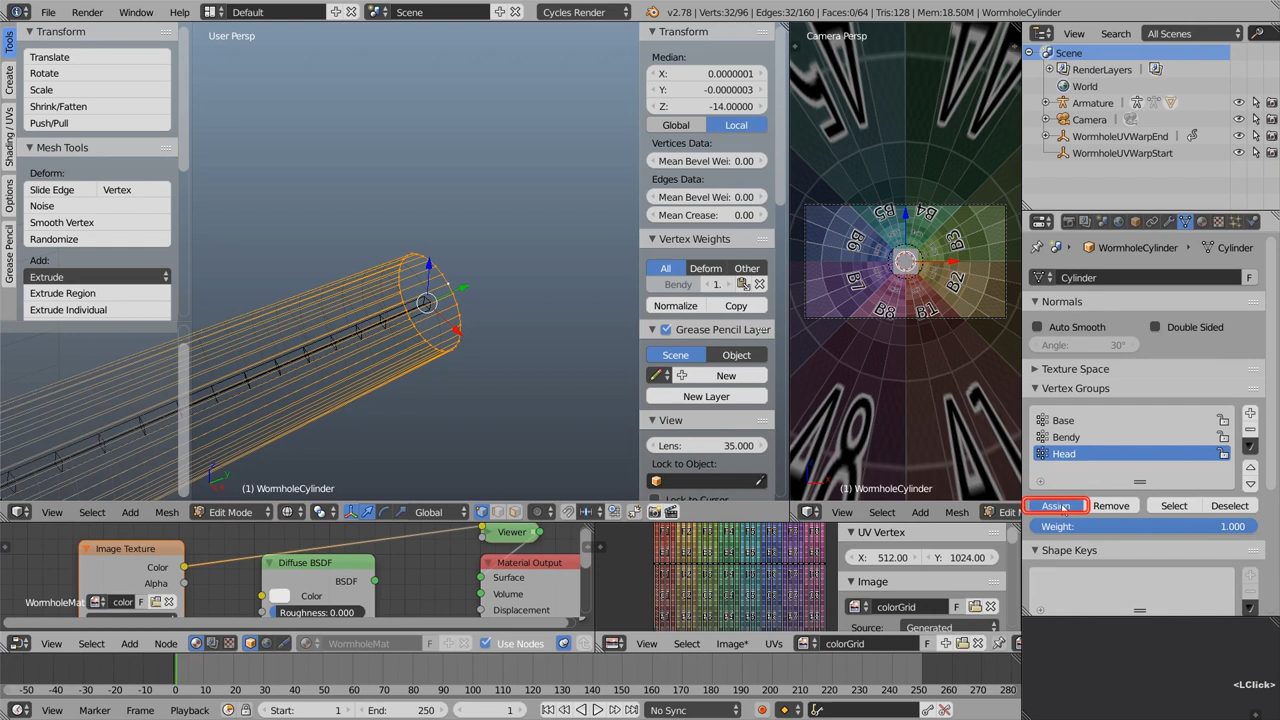 File Render Window Help Default Scene Cycles Render v2.78 | Verts:32/96 | Edges:32/160 | Faces:0/64 | Tris:128 | Mem:18.50M | WormholeCylinder
Tools
Create
Shading / UVs
Options
Grease Pencil
Transform
Translate
Rotate
Scale
Shrink/Fatten
Push/Pull
Mesh Tools
Deform:
Slide Edge Vertex
Noise
Smooth Vertex
Randomize
Add:
Extrude
Extrude Region
Extrude Individual
User Persp
(1) WormholeCylinder
Transform
Median:
X: 0.0000001
Y: -0.0000003
Z: -14.00000
Global Local
Vertices Data:
Mean Bevel Wei: 0.00
Edges Data:
Mean Bevel Wei: 0.00
Mean Crease: 0.00
Vertex Weights
All Deform Other
Bendy 1.
Normalize Copy
Grease Pencil Layer
Scene Object
New
New Layer
View
Lens: 35.000
Lock to Object:
Lock to Cursor
Camera Persp
B5 B4
B6 B3
B7 B2
B8 B1
A8 A1
(1) WormholeCylinder
View Search All Scenes
Scene
RenderLayers
World
Armature
Camera
WormholeUVWarpEnd
WormholeUVWarpStart
WormholeCylinder Cylinder
Cylinder F
Normals
Auto Smooth Double Sided
Angle: 30°
Texture Space
Vertex Groups
Base
Bendy
Head
Assign Remove Select Deselect
Weight: 1.000
Shape Keys
View Select Add Mesh Edit Mode Global
View Select Add Mesh Edit M
Image Texture
Color
Alpha
color F
WormholeMat
Diffuse BSDF
BSDF
Color
Roughness: 0.000
Viewer
Material Output
Surface
Volume
Displacement
UV Vertex
X: 512.00 Y: 1024.00
Image
colorGrid F
Source: Generated
View Select Add Node WormholeMat F Use Nodes
View Select Image* UVs colorGrid F
-50 -40 -30 -20 -10 0 10 20 30 40 50 60 70 80 90 100 110 120 130 140 150 160 170 180 190 200 210 220 230 240 250 260 270 280
View Marker Frame Playback Start: 1 End: 250 1 No Sync
<LClick>